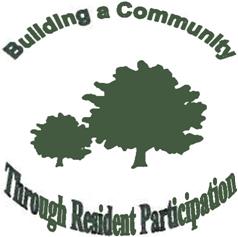 Building a Community
Through Resident Participation